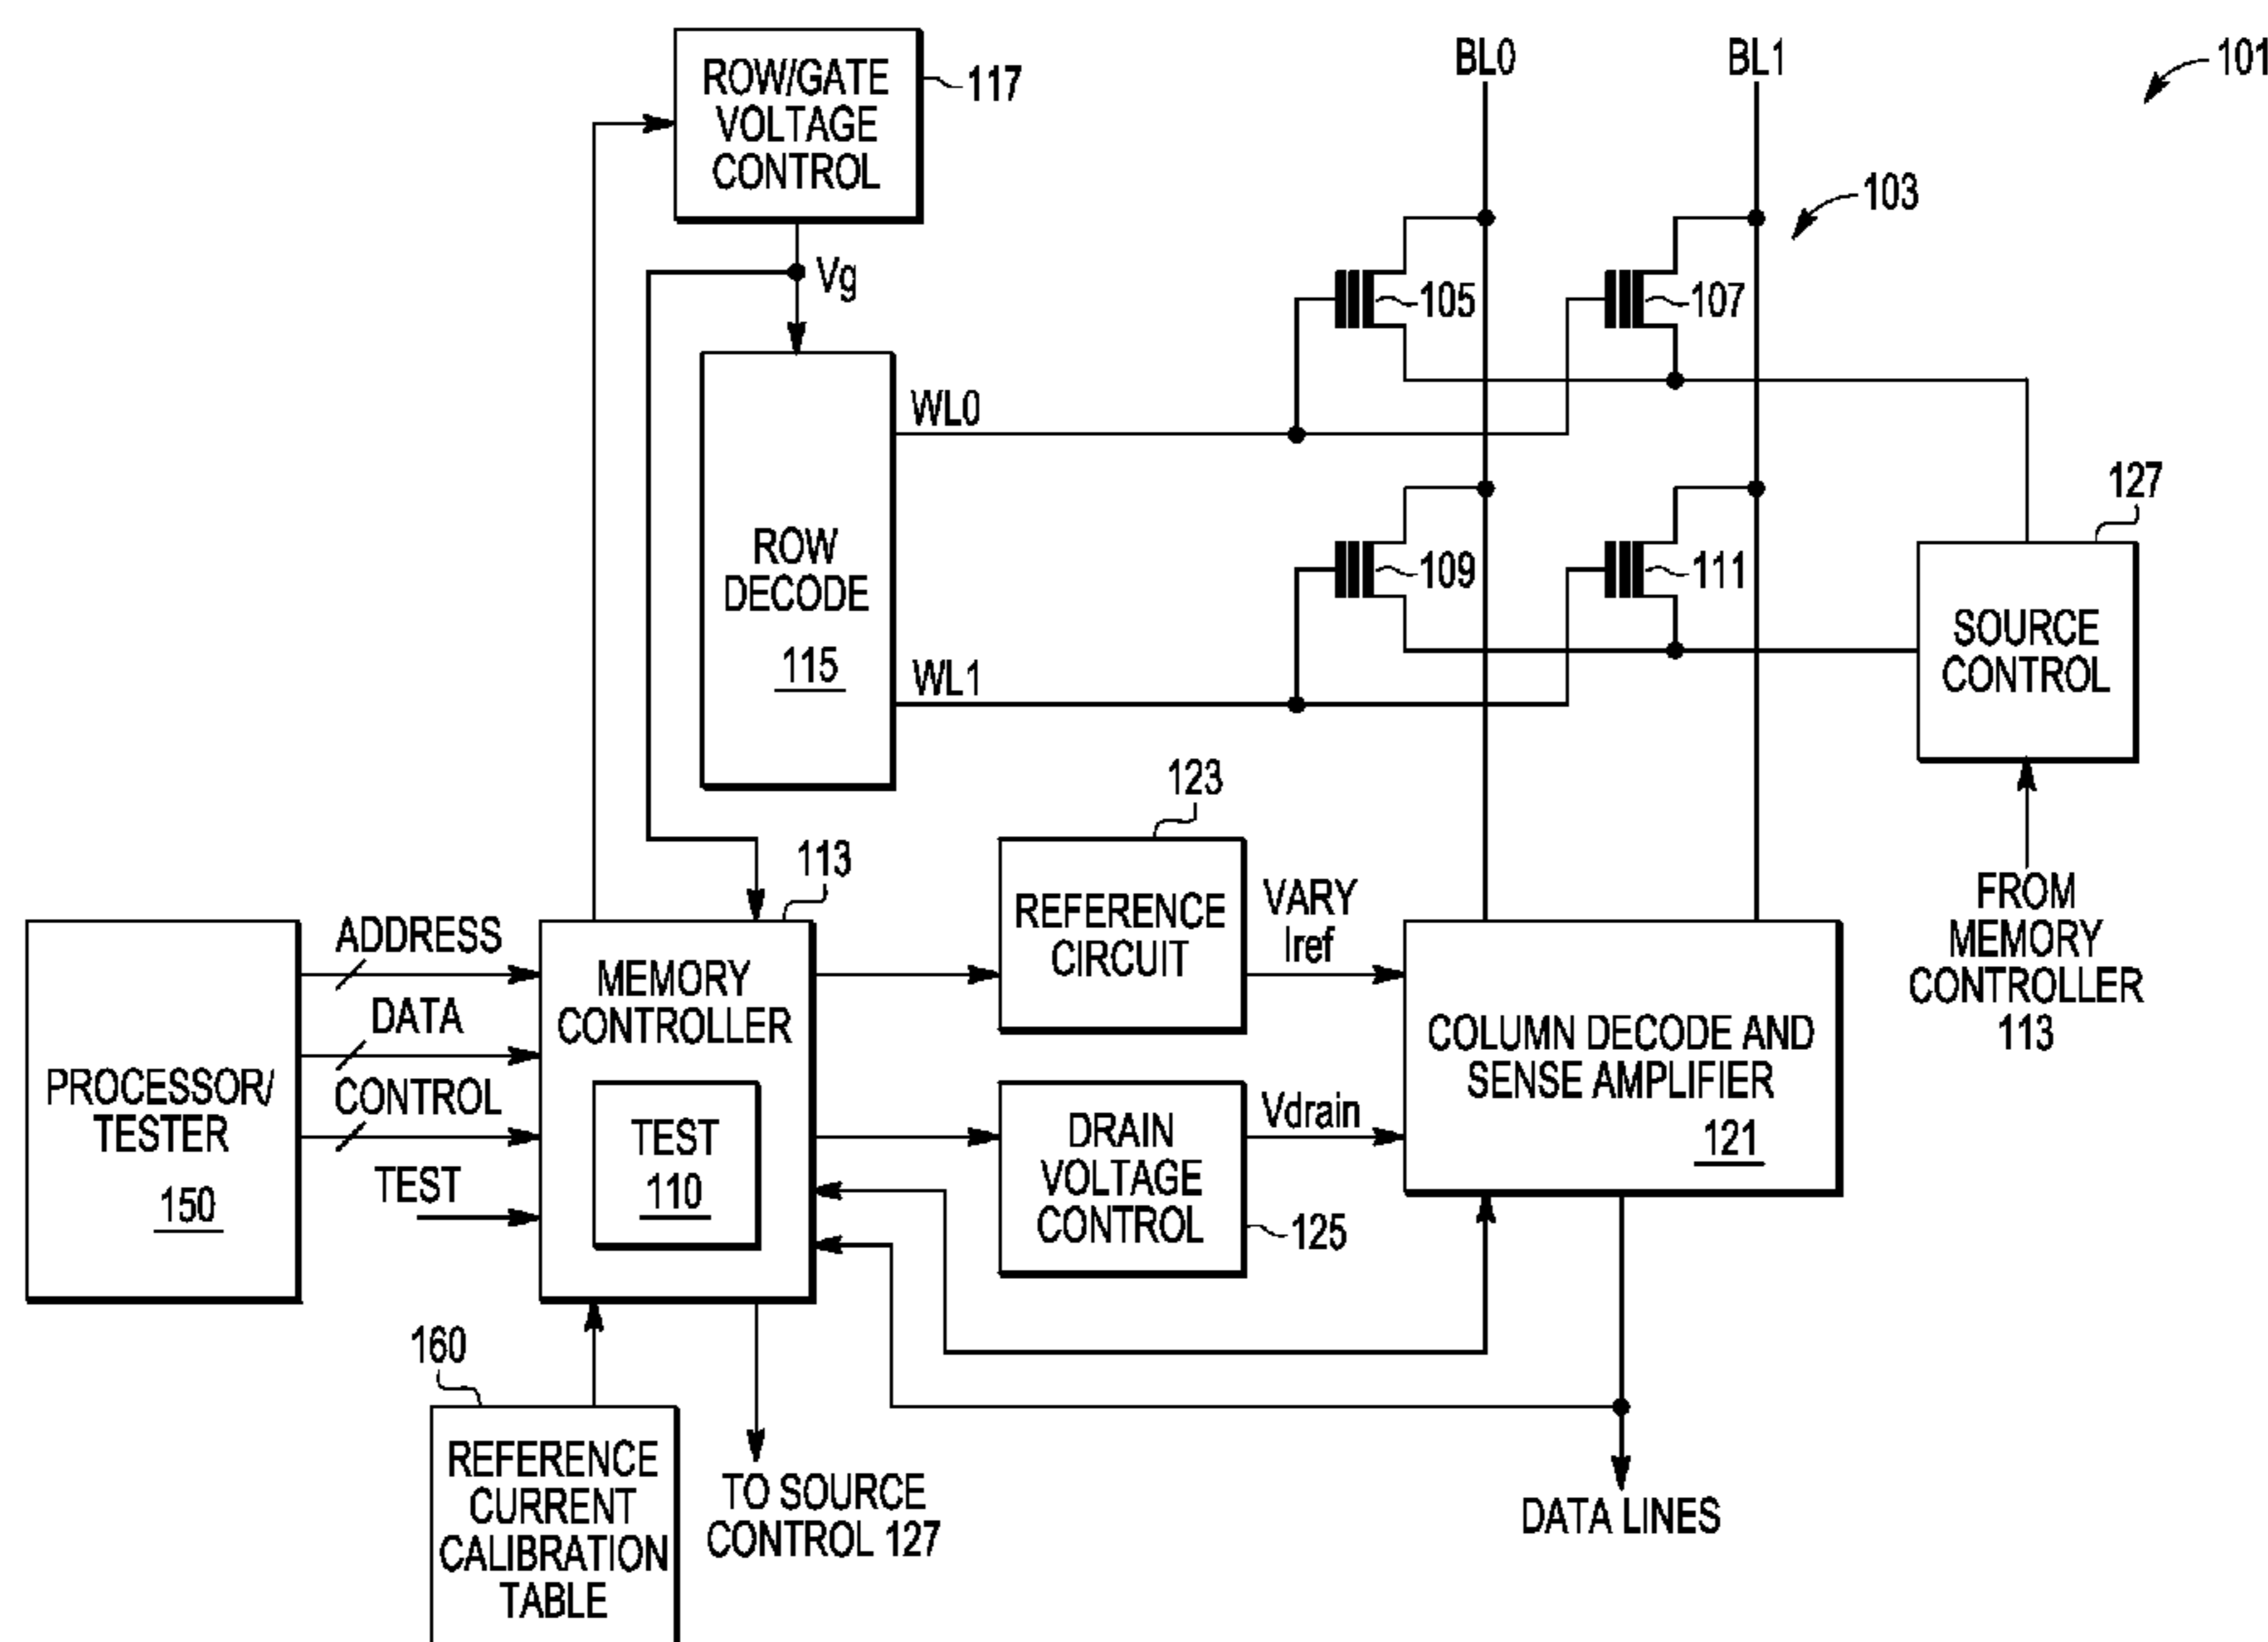 ROW/GATE
VOLTAGE
CONTROL
117
BL0
BL1
101
103
Vg
105
107
WL0
ROW
DECODE
115
109
111
127
SOURCE
CONTROL
WL1
123
113
REFERENCE
CIRCUIT
VARY
Iref
FROM
MEMORY
CONTROLLER
113
PROCESSOR/
TESTER
150
ADDRESS
DATA
CONTROL
TEST
MEMORY
CONTROLLER
TEST
110
DRAIN
VOLTAGE
CONTROL
125
Vdrain
COLUMN DECODE AND
SENSE AMPLIFIER
121
160
REFERENCE
CURRENT
CALIBRATION
TABLE
TO SOURCE
CONTROL 127
DATA LINES